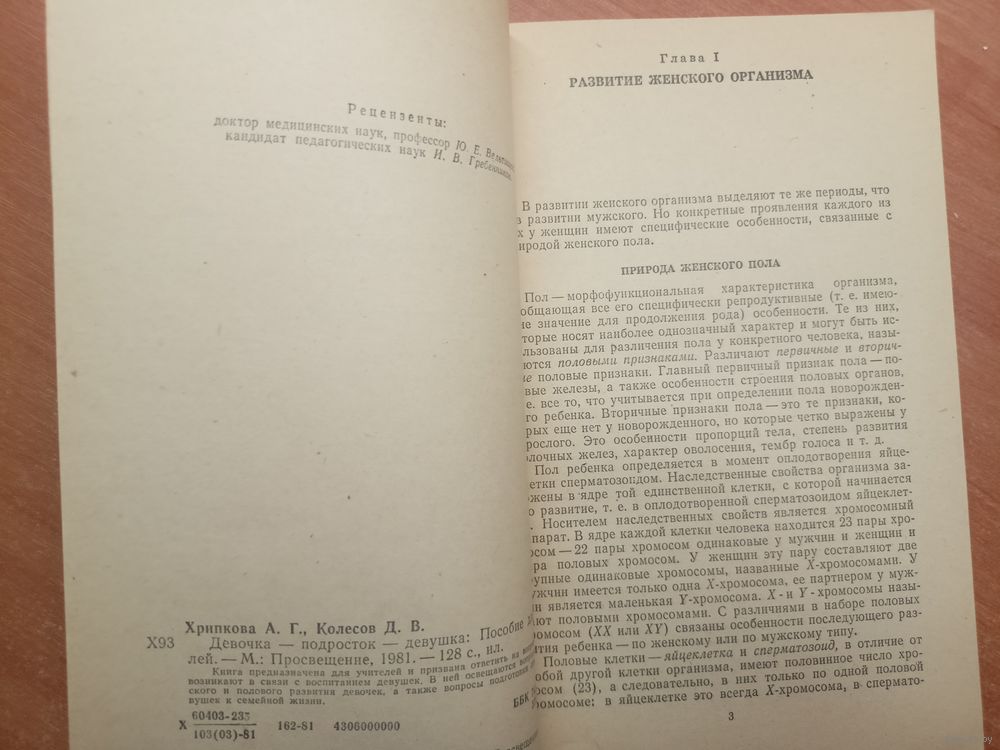 Рецензенты:
доктор медицинских наук, профессор Ю. Е.
кандидат педагогических наук И. В.
Хрипкова А. Г., Колесов Д. В.
Х93 Девочка — подросток — девушка: Пособие
лей. — М.: Просвещение, 1981. — 128 с., ил.
Книга предназначена для учителей и призвана ответить на
возникают в связи с воспитанием девушек. В ней освещаются
ского и полового развития девочек, а также вопросы подготовки
вушек к семейной жизни.
Х 60403-235
103(03)-81 162-81 4306000000
ББК
Глава I
РАЗВИТИЕ ЖЕНСКОГО ОРГАНИЗМА
В развитии женского организма выделяют те же периоды, что
в развитии мужского. Но конкретные проявления каждого из
х у женщин имеют специфические особенности, связанные с
иродой женского пола.
ПРИРОДА ЖЕНСКОГО ПОЛА
Пол — морфофункциональная характеристика организма,
общающая все его специфически репродуктивные (т. е. имею-
ие значение для продолжения рода) особенности. Те из них,
торые носят наиболее однозначный характер и могут быть ис-
льзованы для различения пола у конкретного человека, назы-
ются половыми признаками. Различают первичные и вторич-
ые половые признаки. Главный первичный признак пола — по-
вые железы, а также особенности строения половых органов,
е. все то, что учитывается при определении пола новорожден-
го ребенка. Вторичные признаки пола — это те признаки, ко-
рых еще нет у новорожденного, но которые четко выражены у
рослого. Это особенности пропорций тела, степень развития
лочных желез, характер оволосения, тембр голоса и т. д.
Пол ребенка определяется в момент оплодотворения яйце-
етки сперматозоидом. Наследственные свойства организма за-
жены в ядре той единственной клетки, с которой начинается
о развитие, т. е. в оплодотворенной сперматозоидом яйцеклет-
. Носителем наследственных свойств является хромосомный
парат. В ядре каждой клетки человека находится 23 пары хро-
осом — 22 пары хромосом одинаковые у мужчин и женщин и
ра половых хромосом. У женщин эту пару составляют две
упные одинаковые хромосомы, названные X-хромосомами. У
ужчин имеется только одна X-хромосома, ее партнером у муж-
ин является маленькая Y-хромосома. X- и Y-хромосомы назы-
ают половыми хромосомами. С различиями в наборе половых
ромосом (XX или XY) связаны особенности последующего раз-
ития ребенка — по женскому или по мужскому типу.
Половые клетки — яйцеклетка и сперматозоид, в отличие от
обой другой клетки организма, имеют половинное число хро-
осом (23), а следовательно, в них только по одной половой
ромосоме: в яйцеклетке это всегда X-хромосома, в спермато-
3